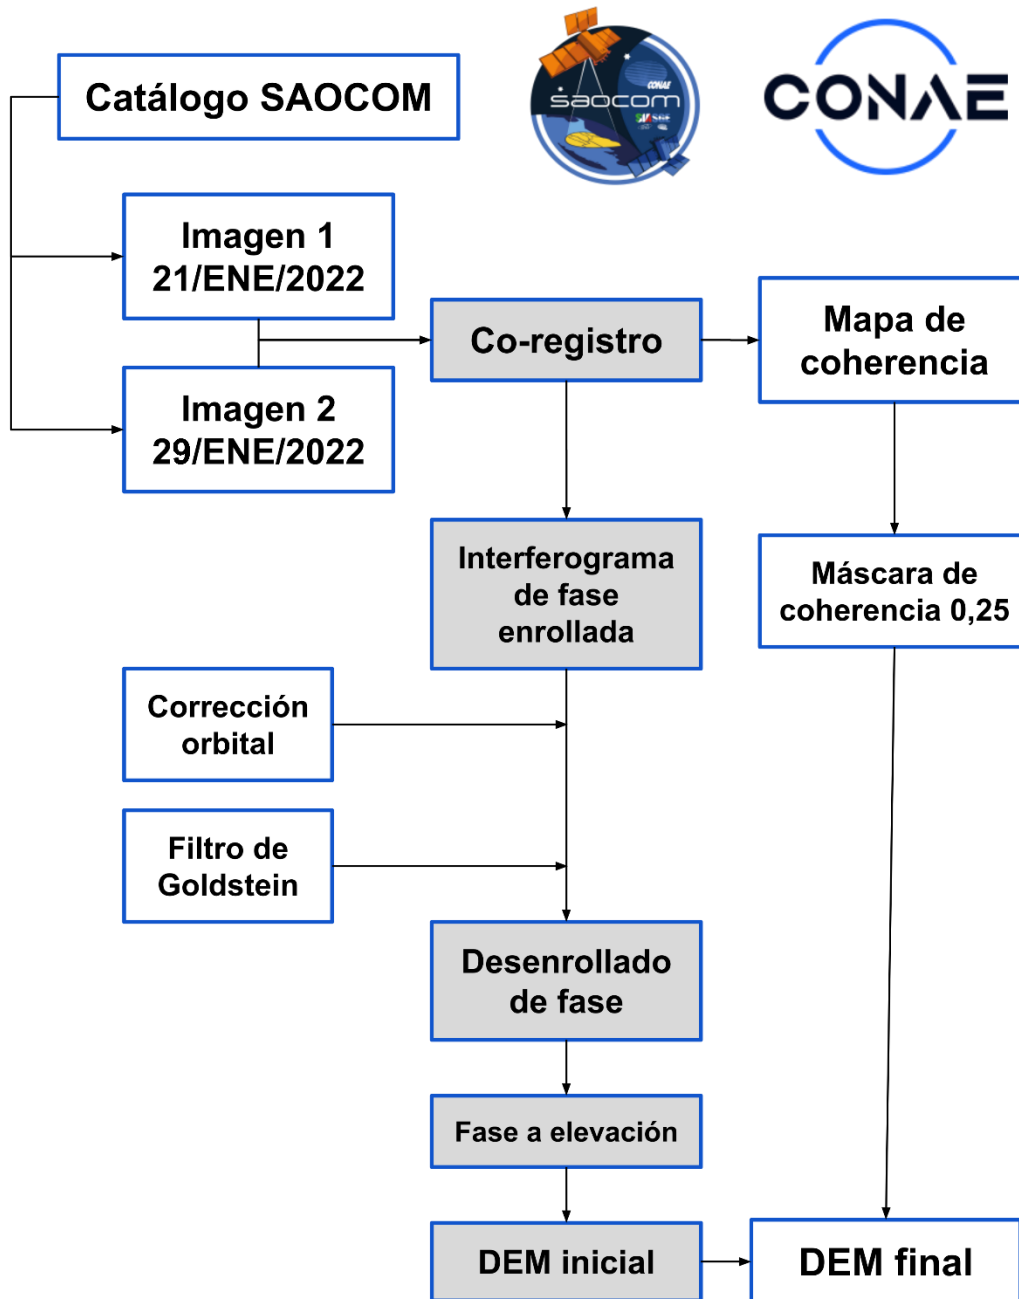 Catálogo SAOCOM
CONAE
saocom
SIASGE
CONAE
Imagen 1
21/ENE/2022
Imagen 2
29/ENE/2022
Co-registro
Mapa de
coherencia
Interferograma
de fase
enrollada
Máscara de
coherencia 0,25
Corrección
orbital
Filtro de
Goldstein
Desenrollado
de fase
Fase a elevación
DEM inicial
DEM final